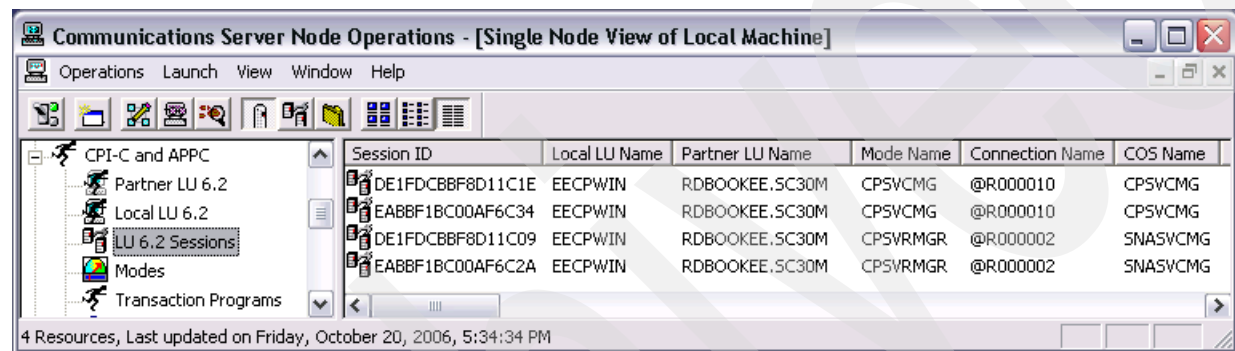 Communications Server Node Operations - [Single Node View of Local Machine]
Operations Launch View Window Help
CPI-C and APPC
Partner LU 6.2
Local LU 6.2
LU 6.2 Sessions
Modes
Transaction Programs
Session ID Local LU Name Partner LU Name Mode Name Connection Name COS Name
DE1FDCBBF8D11C1E EECPWIN RDBOOKEE.SC30M CPSVCMG @R000010 CPSVCMG
EABBF1BC00AF6C34 EECPWIN RDBOOKEE.SC30M CPSVCMG @R000010 CPSVCMG
DE1FDCBBF8D11C09 EECPWIN RDBOOKEE.SC30M CPSVRMGR @R000002 SNASVCMG
EABBF1BC00AF6C2A EECPWIN RDBOOKEE.SC30M CPSVRMGR @R000002 SNASVCMG
4 Resources, Last updated on Friday, October 20, 2006, 5:34:34 PM